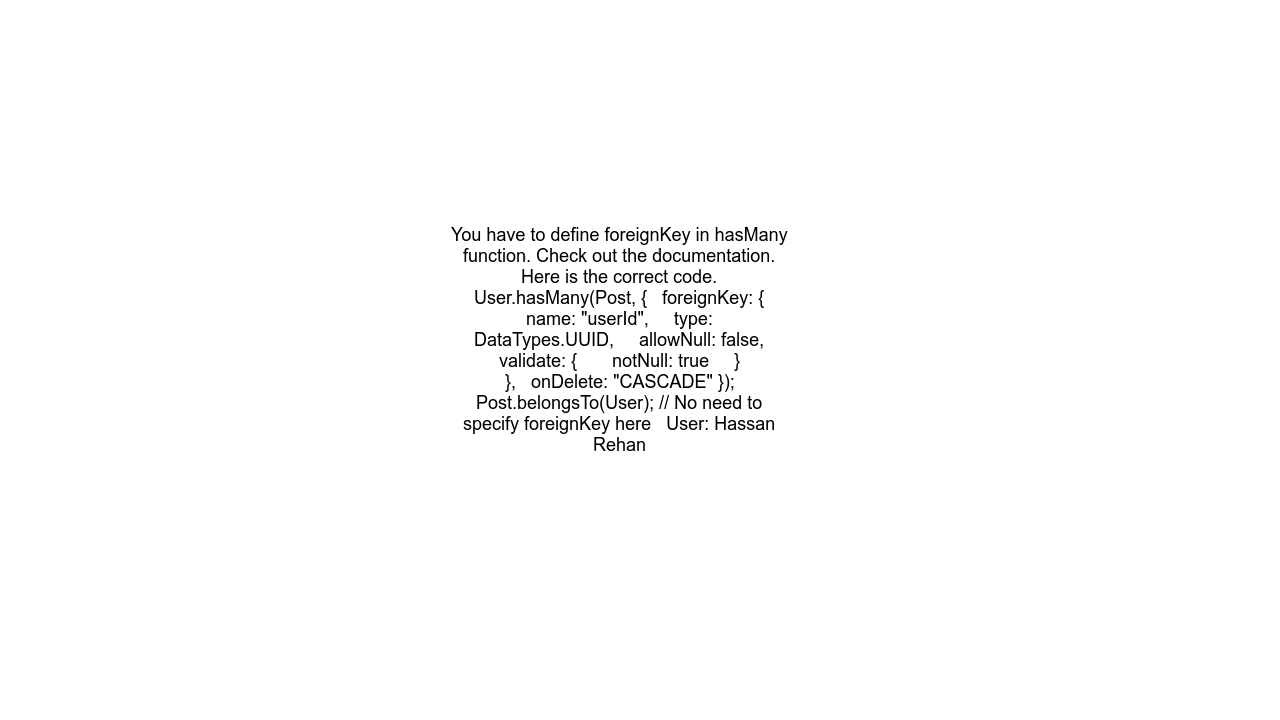 You have to define foreignKey in hasMany
function. Check out the documentation.
Here is the correct code.
User.hasMany(Post, {   foreignKey: {
name: "userId",     type:
DataTypes.UUID,     allowNull: false,
validate: {       notNull: true     }
},   onDelete: "CASCADE" });
Post.belongsTo(User); // No need to
specify foreignKey here   User: Hassan
Rehan